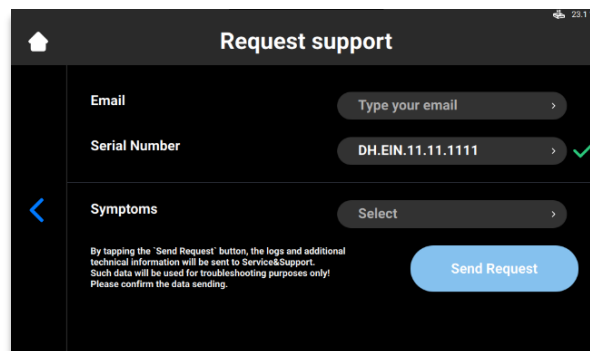 23.1
Request support
Email
Type your email
Serial Number
DH.EIN.11.11.1111
Symptoms
Select
By tapping the `Send Request` button, the logs and additional
technical information will be sent to Service&Support.
Such data will be used for troubleshooting purposes only!
Please confirm the data sending.
Send Request